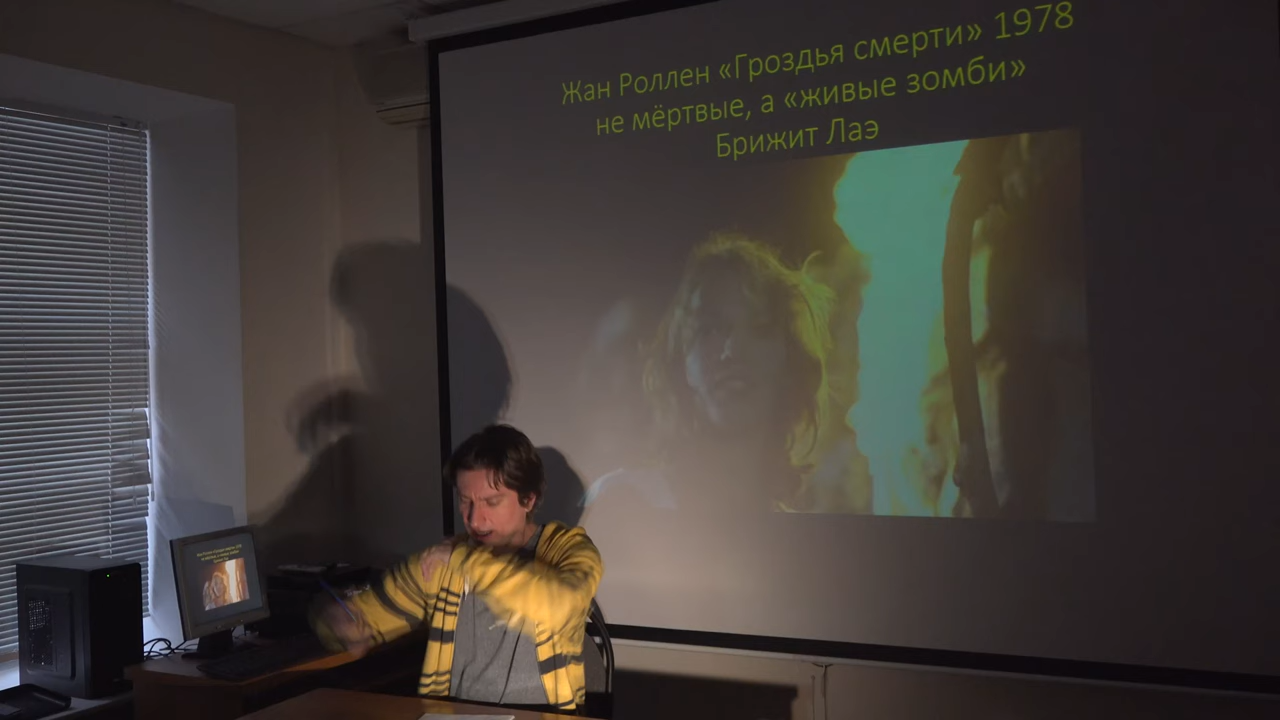 Жан Роллен «Гроздья смерти» 1978
не мёртвые, а «живые зомби»
Брижит Лаэ